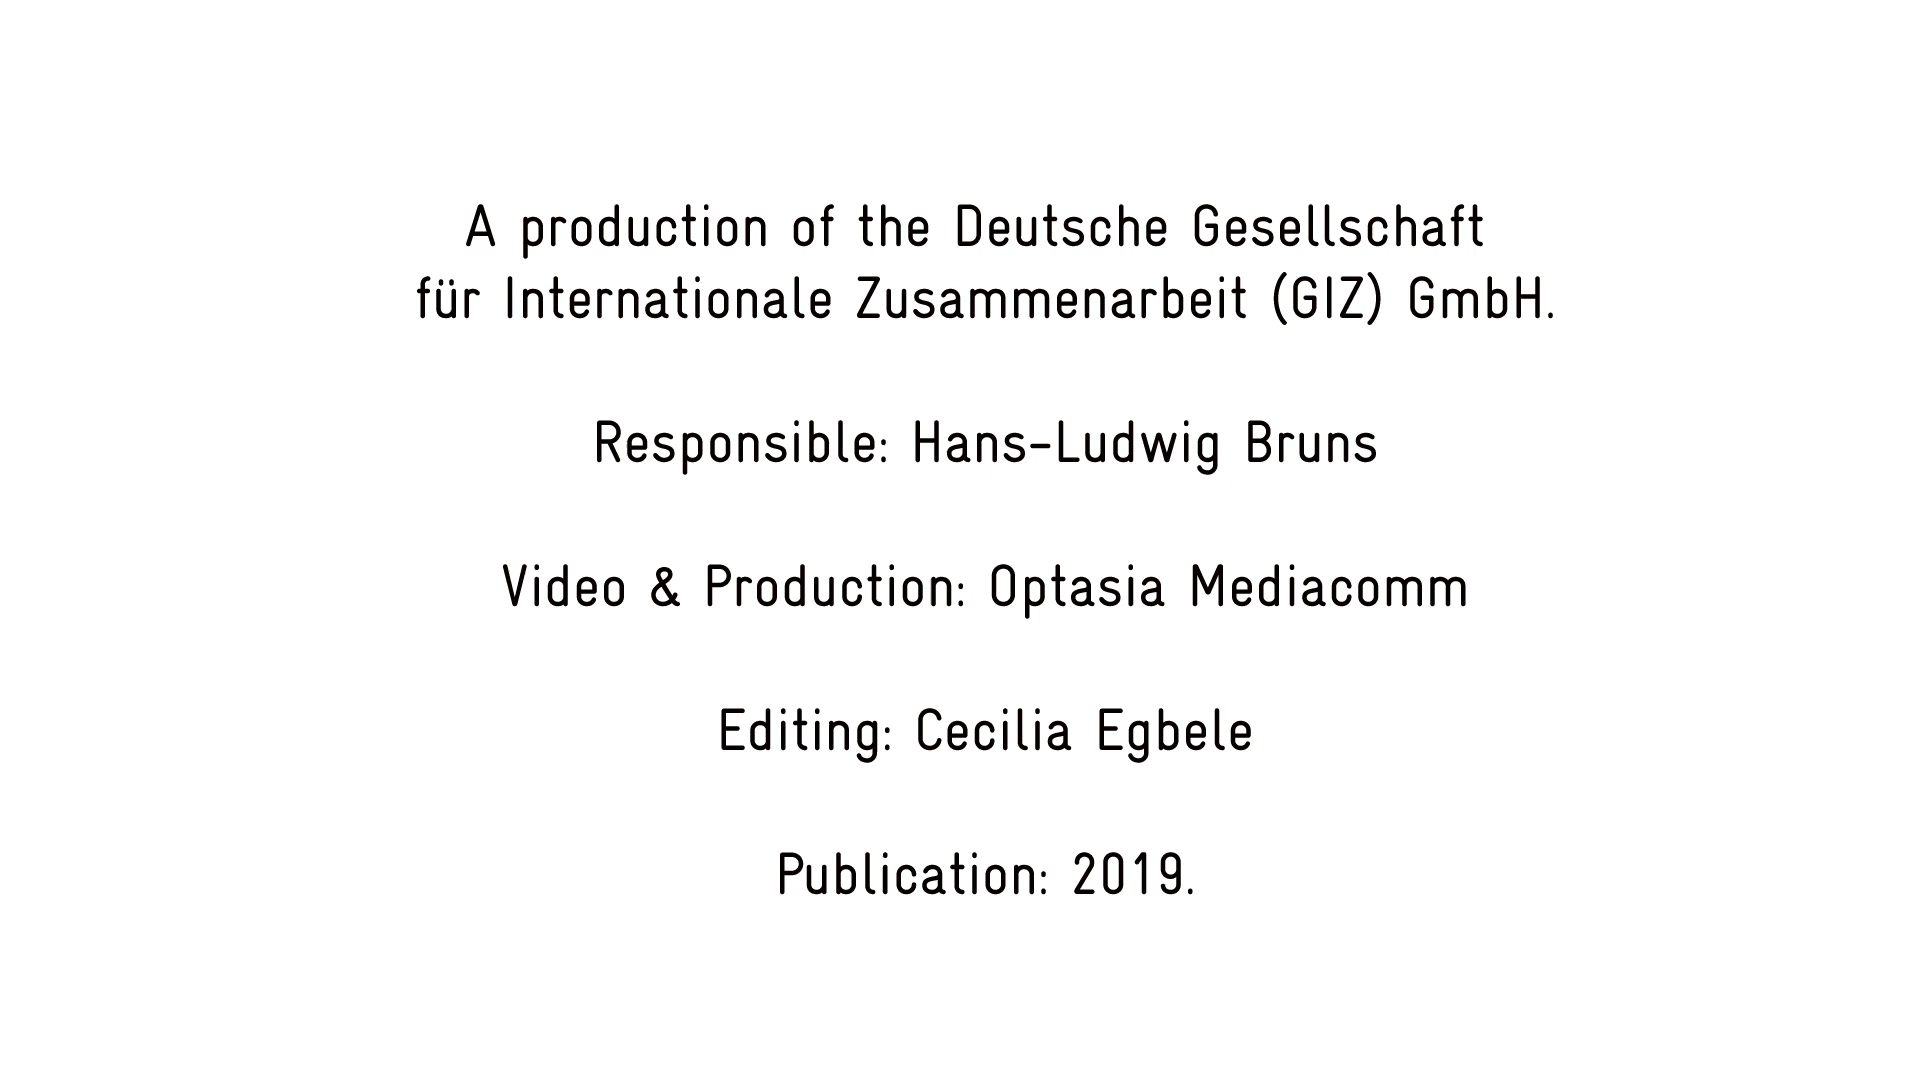 A production of the Deutsche Gesellschaft
für Internationale Zusammenarbeit (GIZ) GmbH.
Responsible: Hans-Ludwig Bruns
Video & Production: Optasia Mediacomm
Editing: Cecilia Egbele
Publication: 2019.